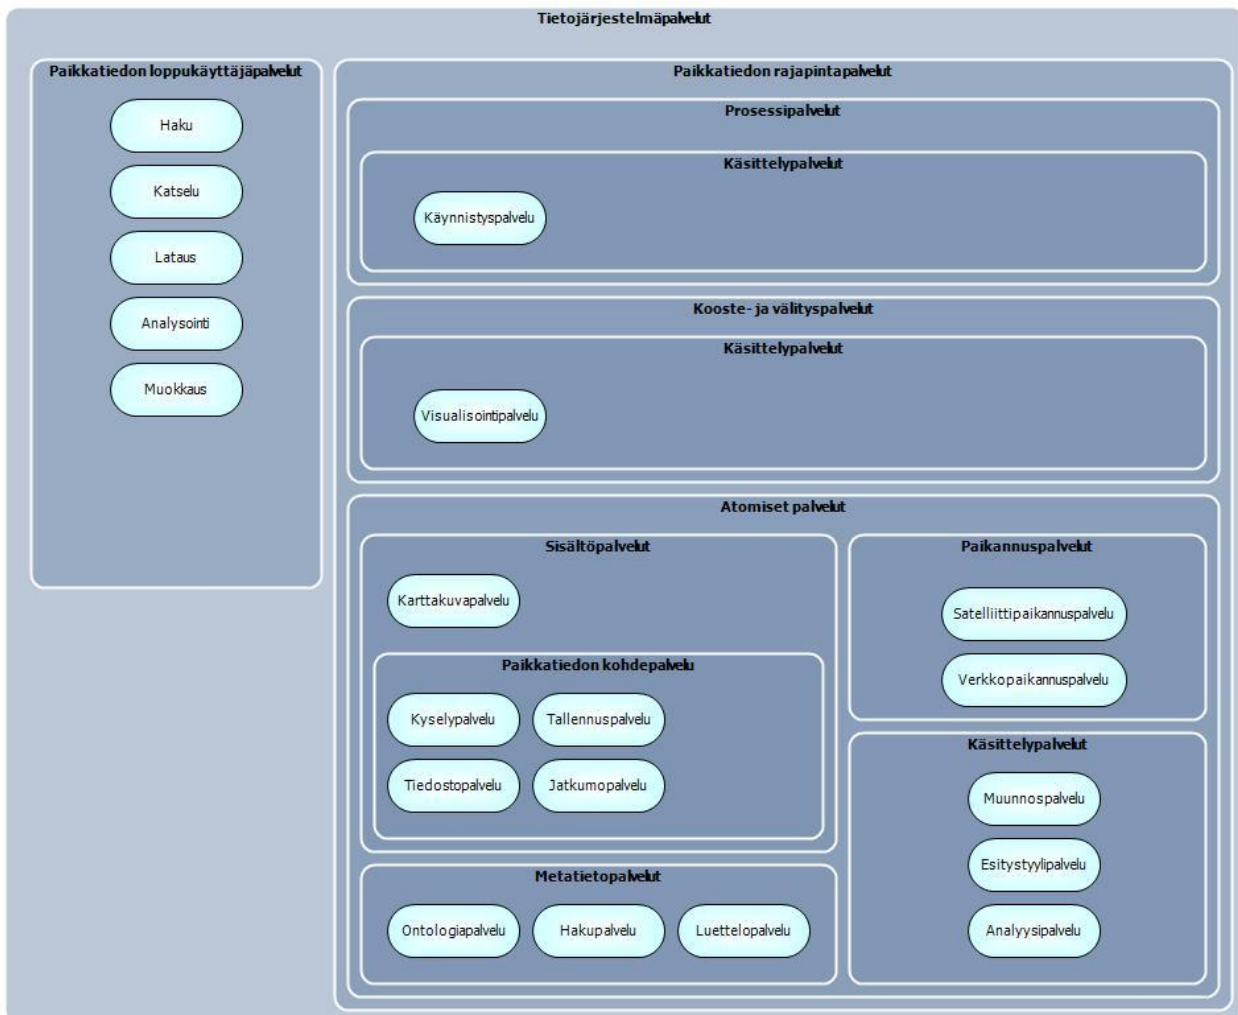 Tietojärjestelmäpalvelut
Paikkatiedon loppukäyttäjäpalvelut
Haku
Katselu
Lataus
Analysointi
Muokkaus
Paikkatiedon rajapintapalvelut
Prosessipalvelut
Käsittelypalvelut
Käynnistyspalvelu
Kooste- ja välityspalvelut
Käsittelypalvelut
Visualisointipalvelu
Atomiset palvelut
Sisältöpalvelut
Karttakuvapalvelu
Paikkatiedon kohdepalvelu
Kyselypalvelu
Tallennuspalvelu
Tiedostopalvelu
Jatkumopalvelu
Metatietopalvelut
Ontologiapalvelu
Hakupalvelu
Luettelopalvelu
Paikannuspalvelut
Satelliittipaikannuspalvelu
Verkkopaikannuspalvelu
Käsittelypalvelut
Muunnospalvelu
Esitystyylipalvelu
Analyysipalvelu